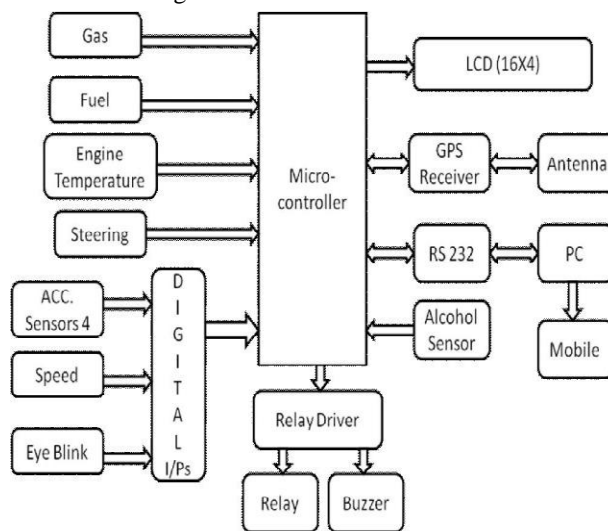 Gas
Fuel
Engine
Temperature
Steering
ACC.
Sensors 4
Speed
Eye Blink
D
I
G
I
T
A
L
I/Ps
Micro-
controller
LCD (16X4)
GPS
Receiver
Antenna
RS 232
PC
Alcohol
Sensor
Mobile
Relay Driver
Relay
Buzzer